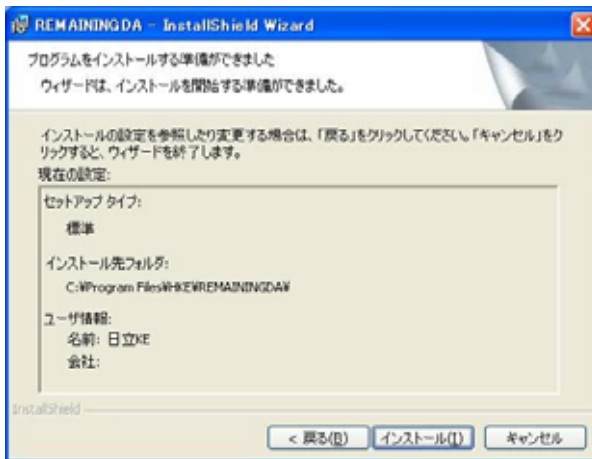 REMAININGDA - InstallShield Wizard
プログラムをインストールする準備ができました
ウィザードは、インストールを開始する準備ができました。
インストールの設定を参照したり変更する場合は、「戻る」をクリックしてください。「キャンセル」をク
リックすると、ウィザードを終了します。
現在の設定:
セットアップ タイプ:
標準
インストール先フォルダ:
C:¥Program Files¥HKE¥REMAININGDA¥
ユーザ情報:
名前: 日立KE
会社:
InstallShield
< 戻る(B)
インストール(I)
キャンセル